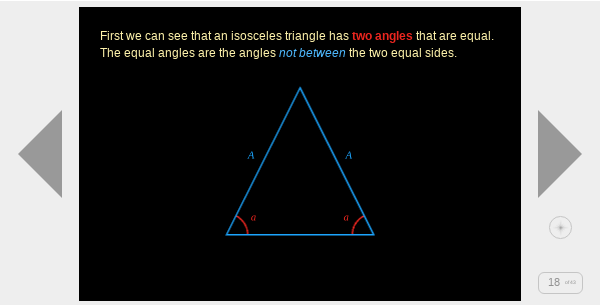 First we can see that an isosceles triangle has two angles that are equal.
The equal angles are the angles not between the two equal sides.
A A
a a
18